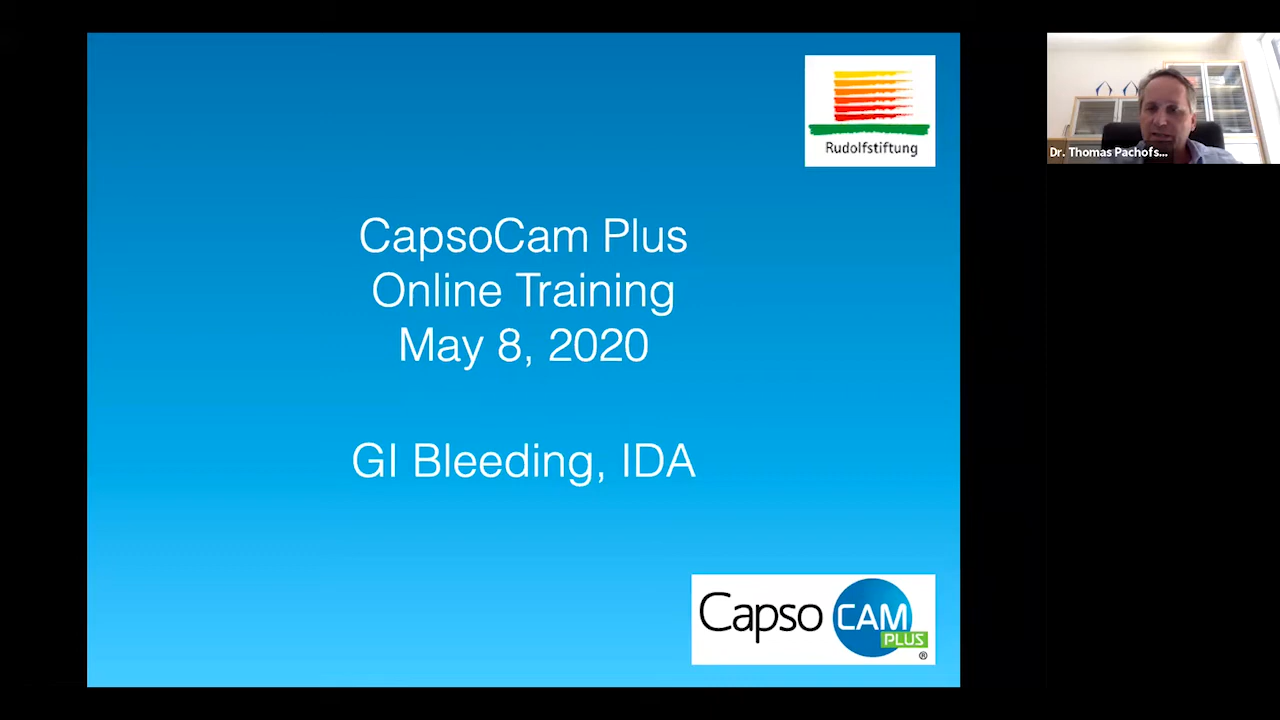 Rudolfstiftung
CapsoCam Plus
Online Training
May 8, 2020
GI Bleeding, IDA
Capso CAM
PLUS
®
Dr. Thomas Pachofs...